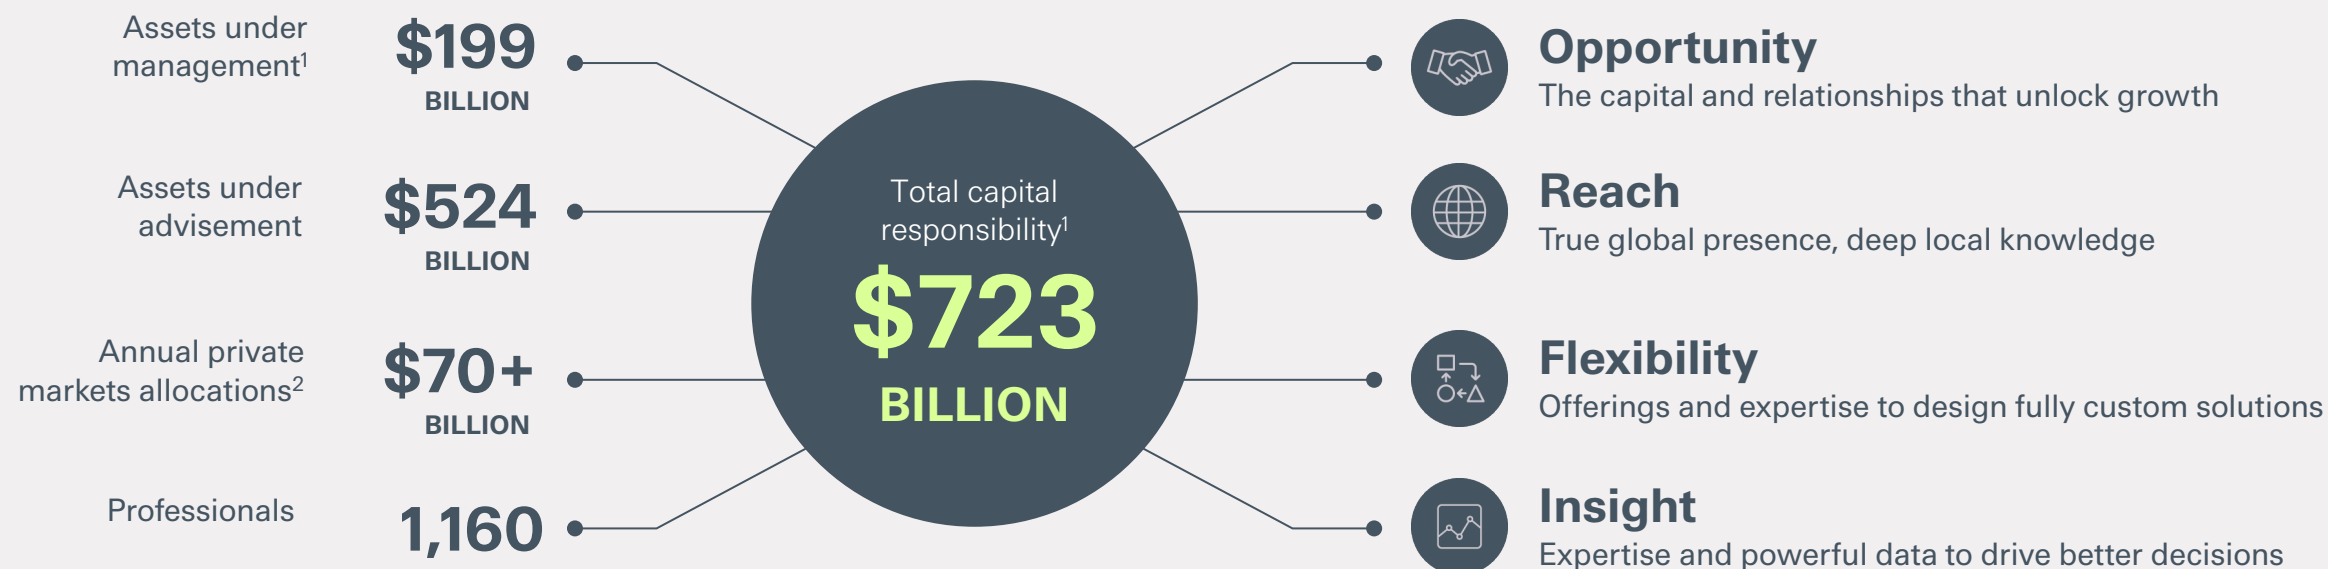 Assets under
management¹
$199
BILLION
Assets under
advisement
$524
BILLION
Annual private
markets allocations²
$70+
BILLION
Professionals
1,160
Total capital
responsibility¹
$723
BILLION
Opportunity
The capital and relationships that unlock growth
Reach
True global presence, deep local knowledge
Flexibility
Offerings and expertise to design fully custom solutions
Insight
Expertise and powerful data to drive better decisions